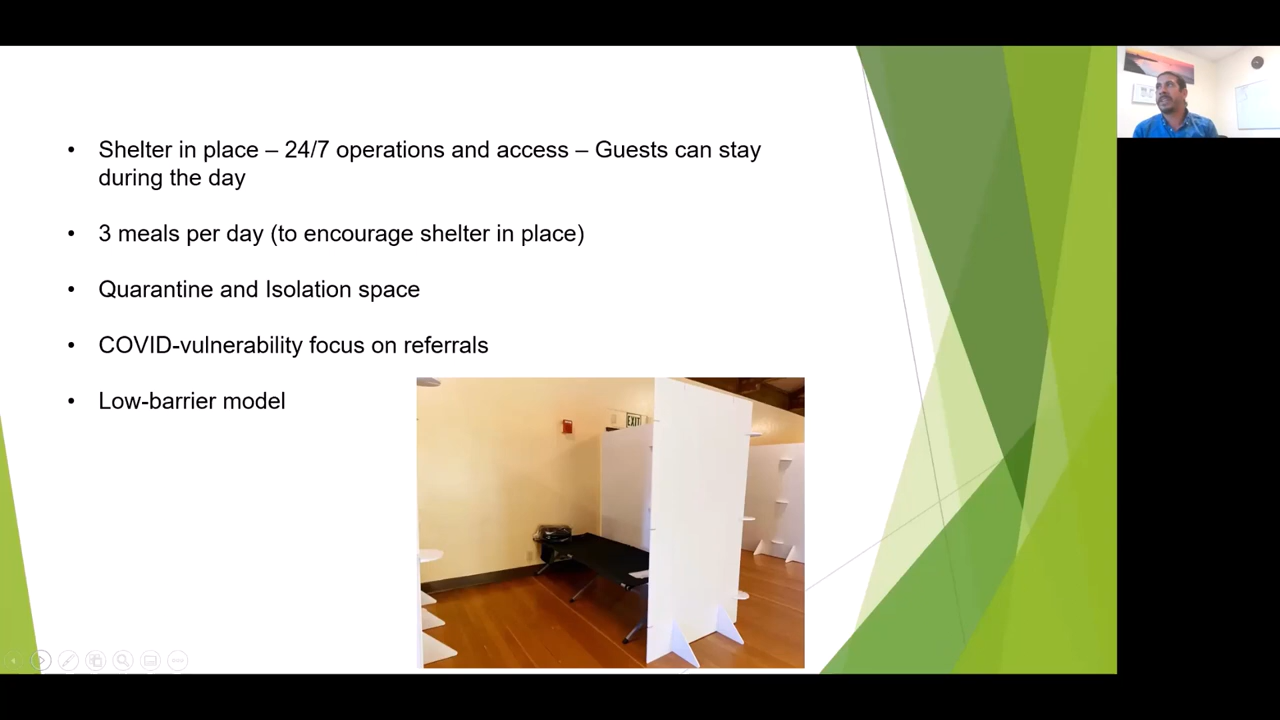 • Shelter in place – 24/7 operations and access – Guests can stay
during the day
• 3 meals per day (to encourage shelter in place)
• Quarantine and Isolation space
• COVID-vulnerability focus on referrals
• Low-barrier model
EXIT